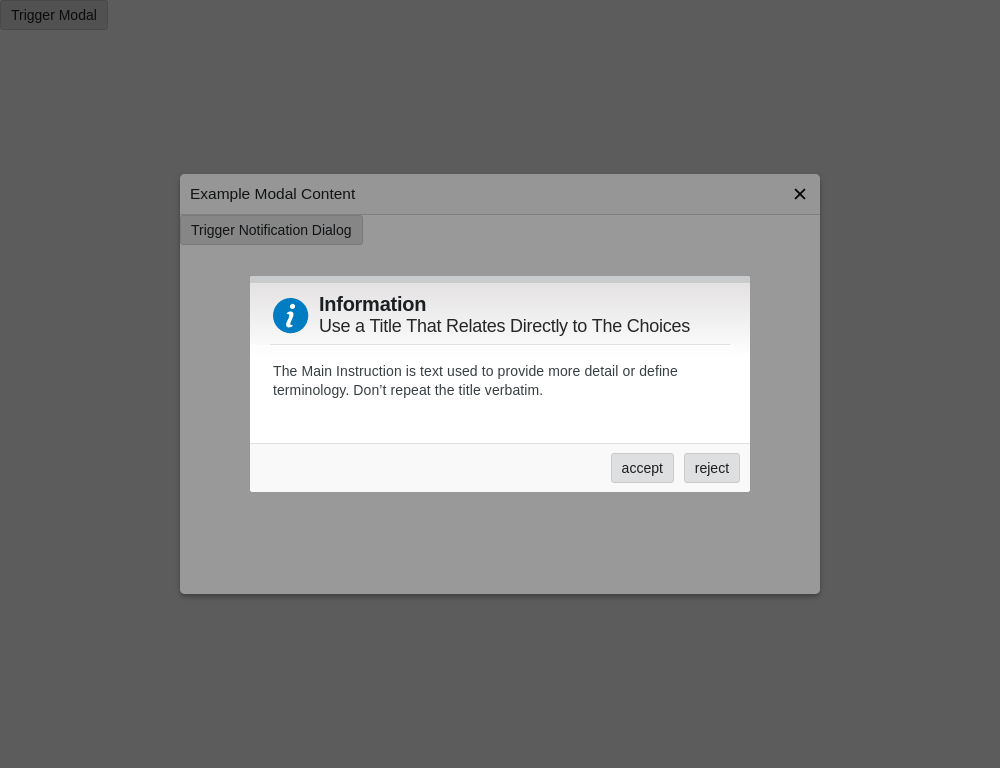 Trigger Modal
Example Modal Content
Trigger Notification Dialog
Information
Use a Title That Relates Directly to The Choices
The Main Instruction is text used to provide more detail or define
terminology. Don’t repeat the title verbatim.
accept reject